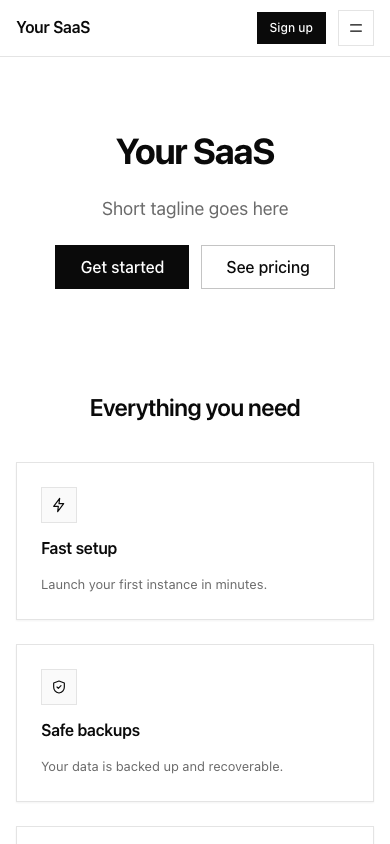 Your SaaS
Sign up
Your SaaS
Short tagline goes here
Get started
See pricing
Everything you need
Fast setup
Launch your first instance in minutes.
Safe backups
Your data is backed up and recoverable.